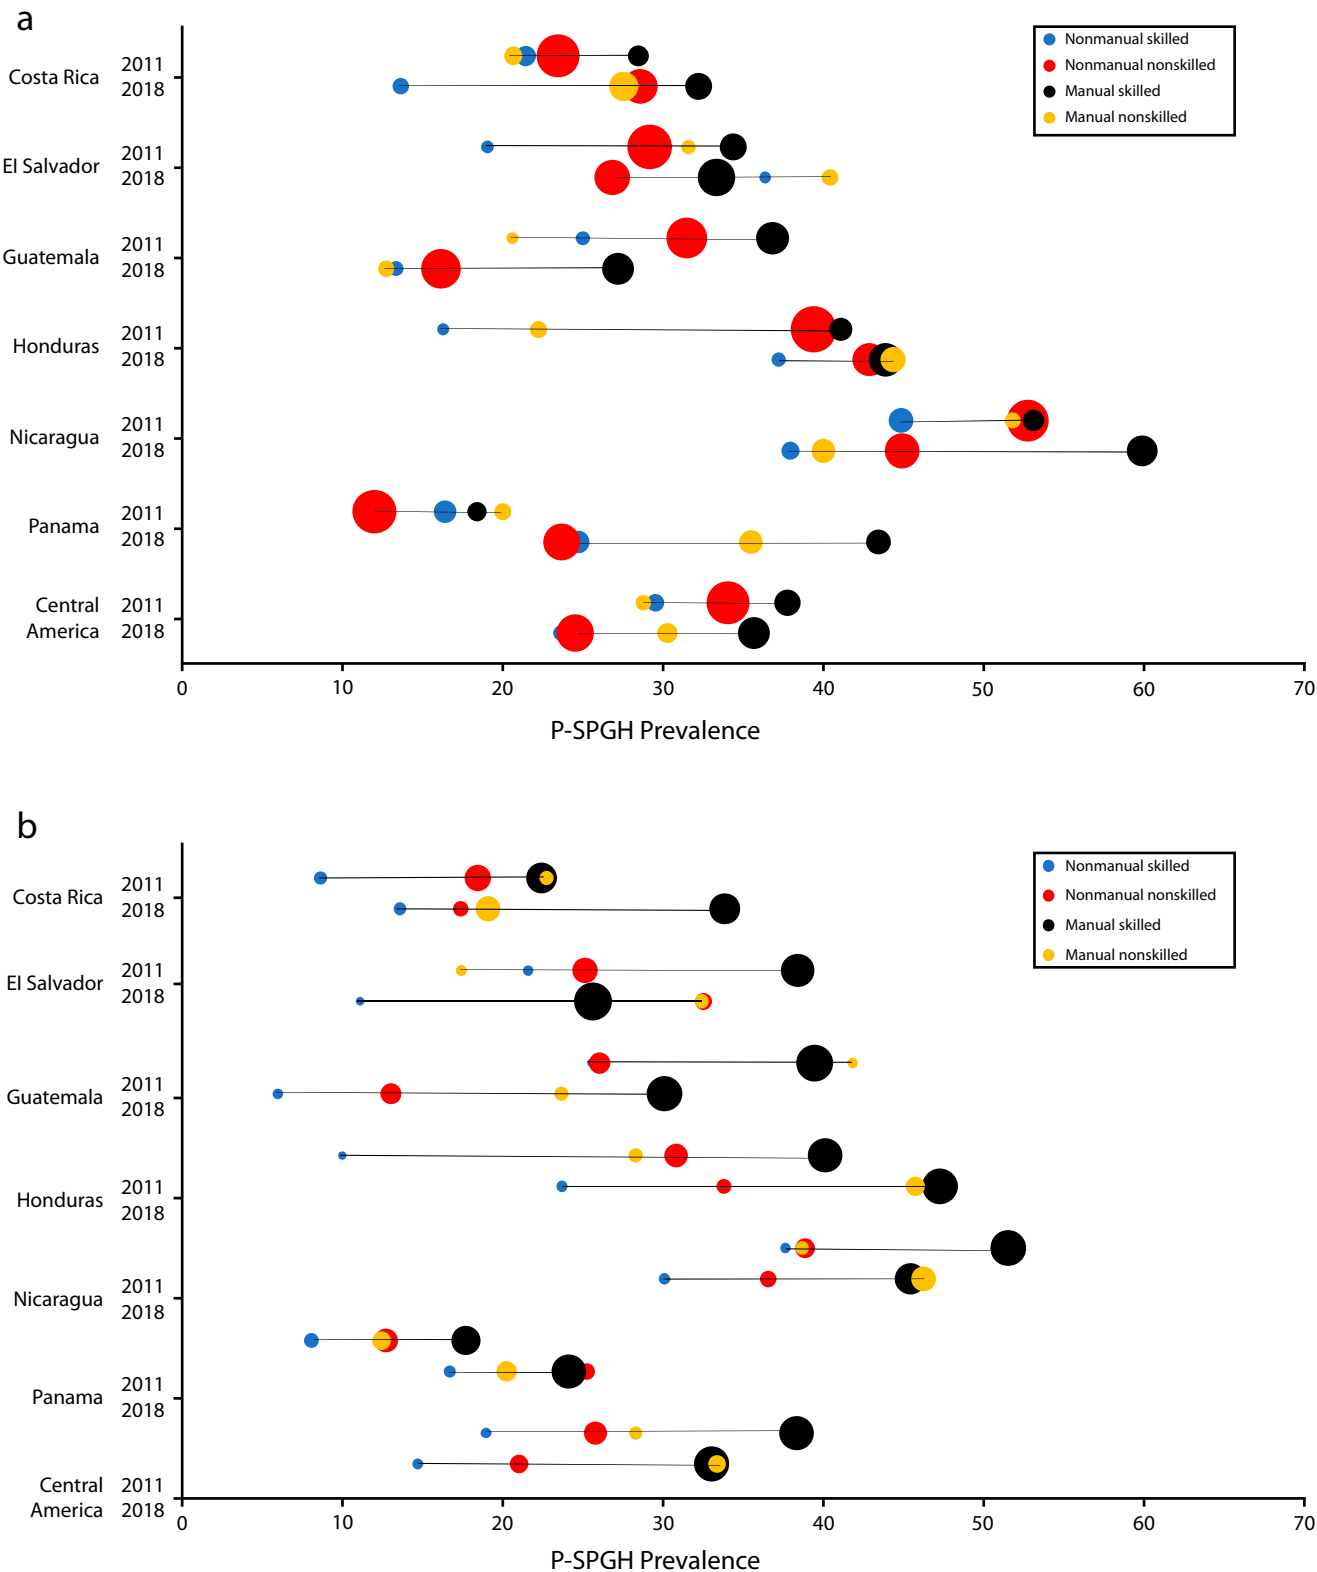 a
Nonmanual skilled
Nonmanual nonskilled
Manual skilled
Manual nonskilled
Costa Rica 2011
2018
El Salvador 2011
2018
Guatemala 2011
2018
Honduras 2011
2018
Nicaragua 2011
2018
Panama 2011
2018
Central 2011
America 2018
0 10 20 30 40 50 60 70
P-SPGH Prevalence
b
Nonmanual skilled
Nonmanual nonskilled
Manual skilled
Manual nonskilled
Costa Rica 2011
2018
El Salvador 2011
2018
Guatemala 2011
2018
Honduras 2011
2018
Nicaragua 2011
2018
Panama 2011
2018
Central 2011
America 2018
0 10 20 30 40 50 60 70
P-SPGH Prevalence